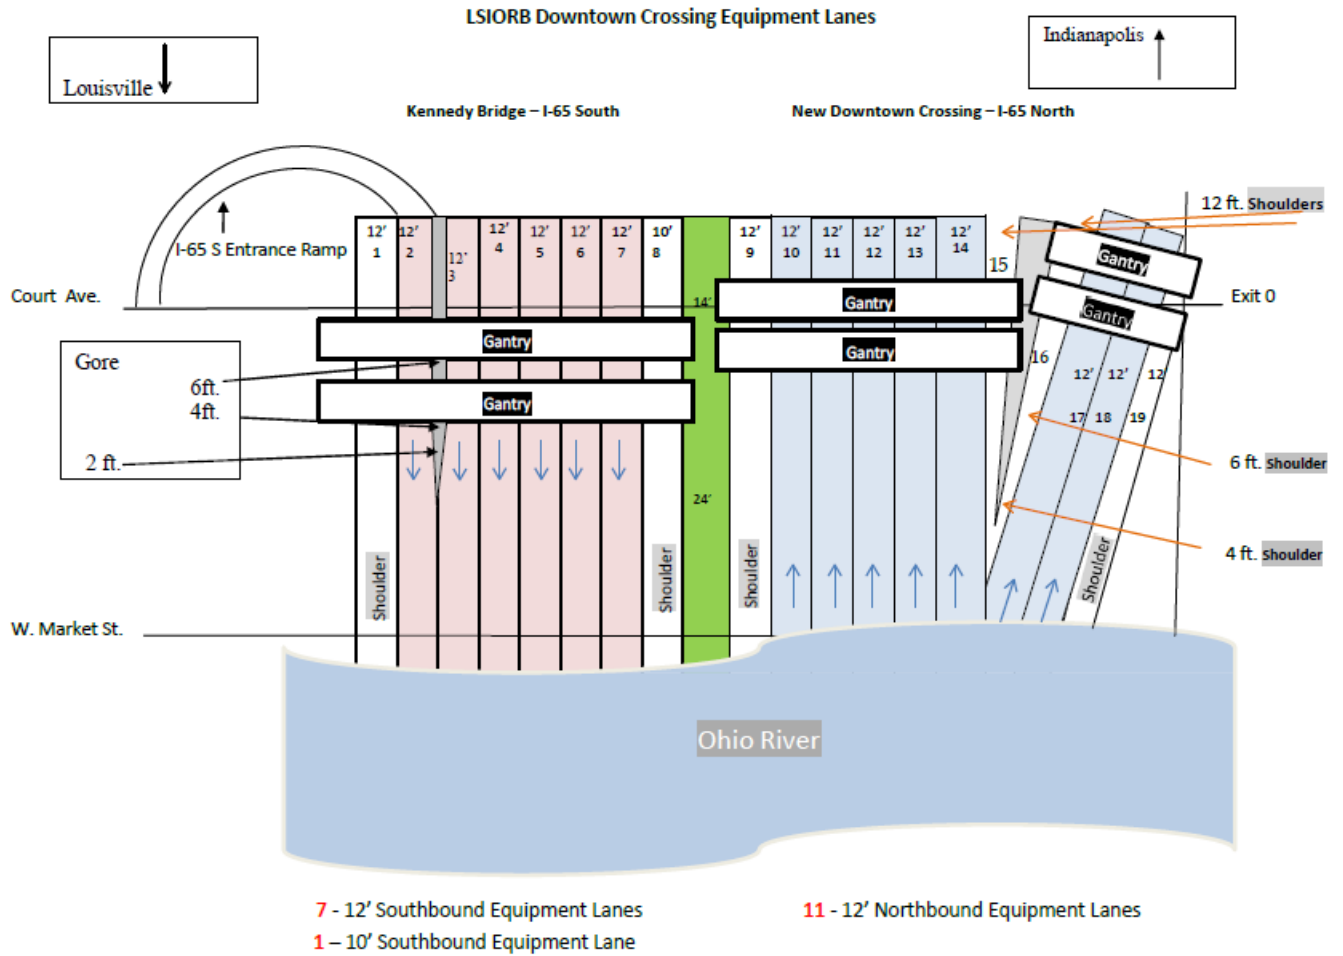 LSIORB Downtown Crossing Equipment Lanes
Louisville
Indianapolis
Kennedy Bridge – I-65 South
New Downtown Crossing – I-65 North
12 ft. Shoulders
I-65 S Entrance Ramp
12' 12' 12' 12' 12' 12' 12' 10'
1 2 3 4 5 6 7 8
12' 12' 12' 12' 12' 12'
9 10 11 12 13 14
15
Gantry
Gantry
Court Ave.
14'
Gantry
Exit 0
Gantry
Gantry
Gantry
Gore
6ft.
4ft.
2 ft.
16
12' 12' 12
17 18 19
6 ft. Shoulder
24'
4 ft. Shoulder
Shoulder
Shoulder
Shoulder
Shoulder
W. Market St.
Ohio River
7 - 12' Southbound Equipment Lanes
11 - 12' Northbound Equipment Lanes
1 – 10' Southbound Equipment Lane